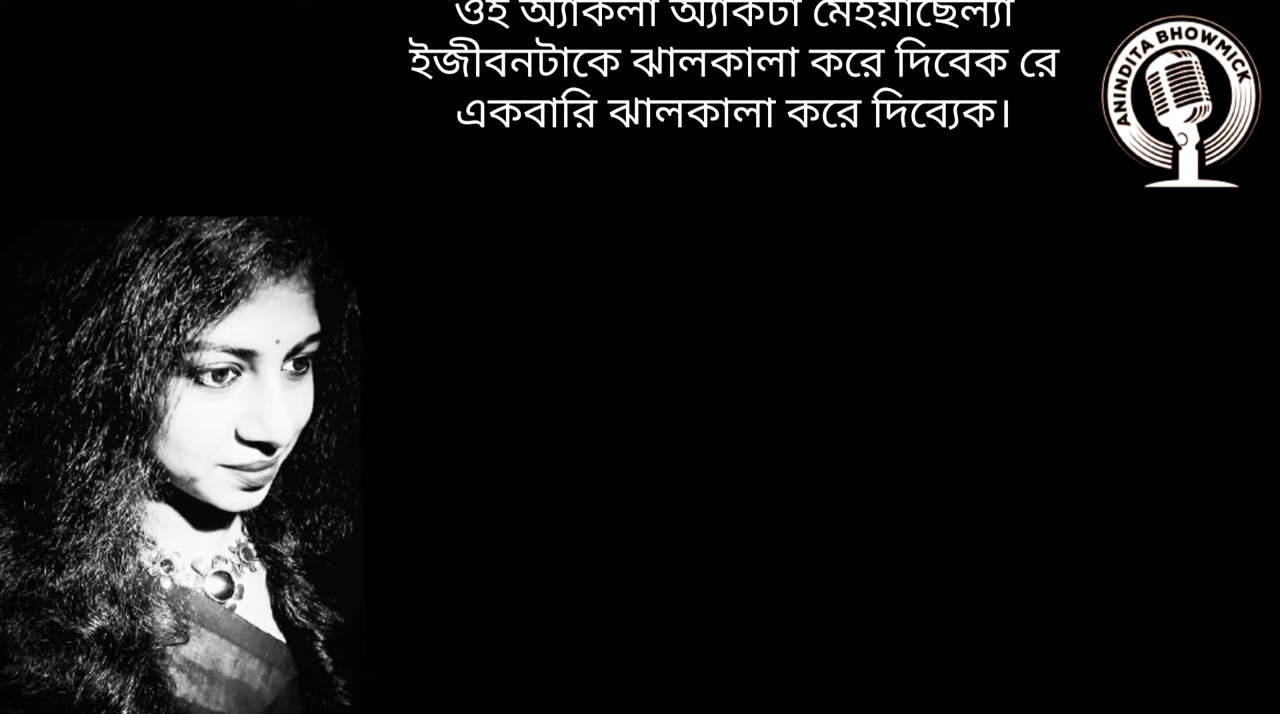 ওই অ্যাকলা অ্যাকটা মেইয়াছেল্যা
ইজীবনটাকে ঝালকালা করে দিবেক রে
একবারি ঝালকালা করে দিব্যেক।
ANINDITA BHOWMICK